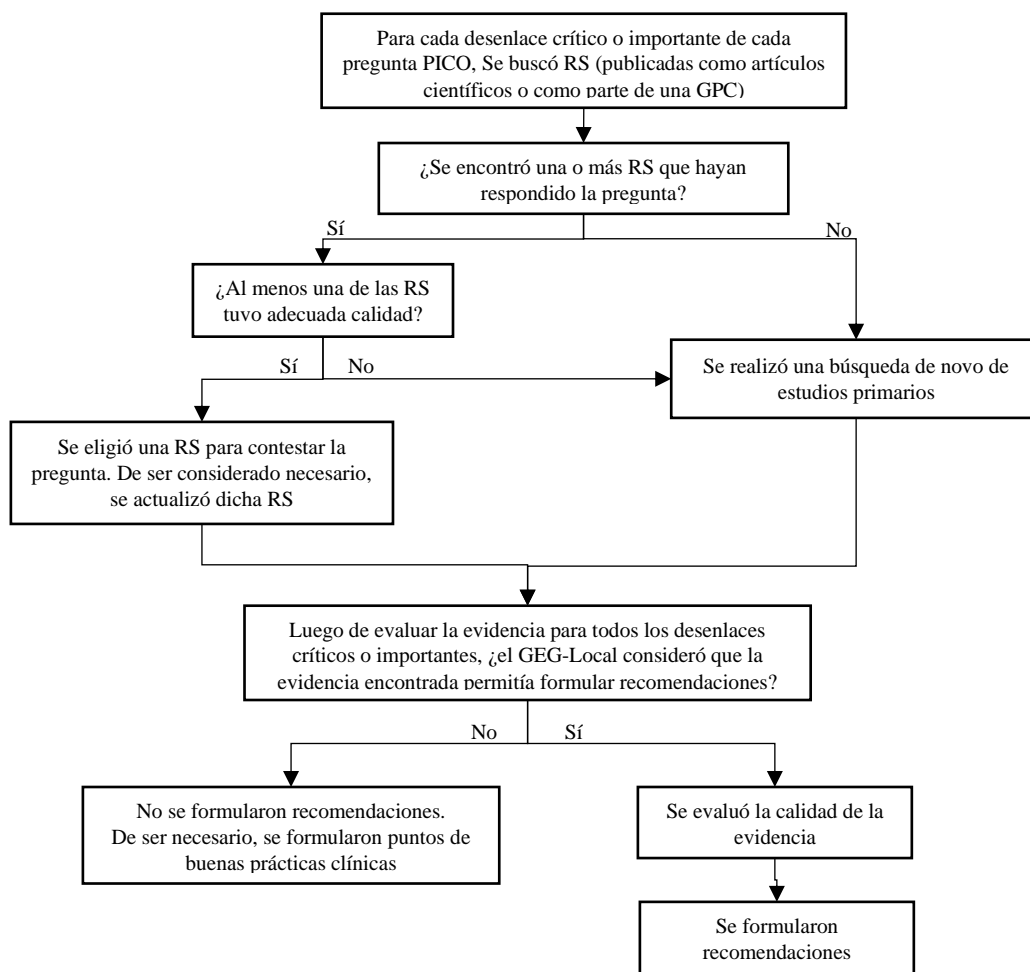 Para cada desenlace crítico o importante de cada
pregunta PICO, Se buscó RS (publicadas como artículos
científicos o como parte de una GPC)
¿Se encontró una o más RS que hayan
respondido la pregunta?
Sí
No
¿Al menos una de las RS
tuvo adecuada calidad?
Sí
No
Se realizó una búsqueda de novo de
estudios primarios
Se eligió una RS para contestar la
pregunta. De ser considerado necesario,
se actualizó dicha RS
Luego de evaluar la evidencia para todos los desenlaces
críticos o importantes, ¿el GEG-Local consideró que la
evidencia encontrada permitía formular recomendaciones?
No
Sí
No se formularon recomendaciones.
De ser necesario, se formularon puntos de
buenas prácticas clínicas
Se evaluó la calidad de la
evidencia
Se formularon
recomendaciones